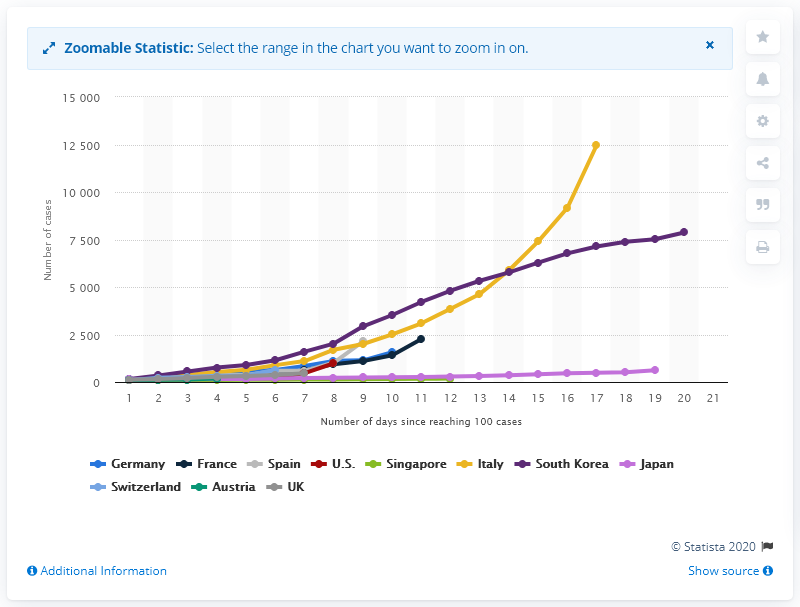 Zoomable Statistic: Select the range in the chart you want to zoom in on.
15 000
12 500
10 000
7 500
5 000
2 500
0
Number of cases
1 2 3 4 5 6 7 8 9 10 11 12 13 14 15 16 17 18 19 20 21
Number of days since reaching 100 cases
Germany France Spain U.S. Singapore Italy South Korea Japan
Switzerland Austria UK
© Statista 2020
Additional Information Show source